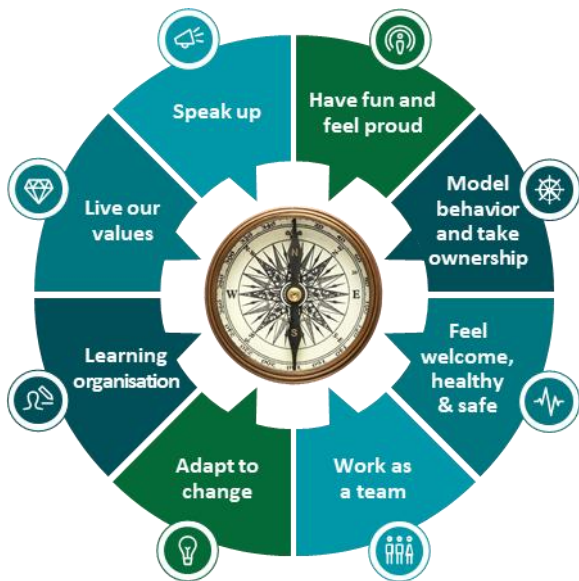 Speak up
Have fun and
feel proud
Model
behavior
and take
ownership
Feel
welcome,
healthy
& safe
Work as
a team
Adapt to
change
Learning
organisation
Live our
values
N
E
S
W